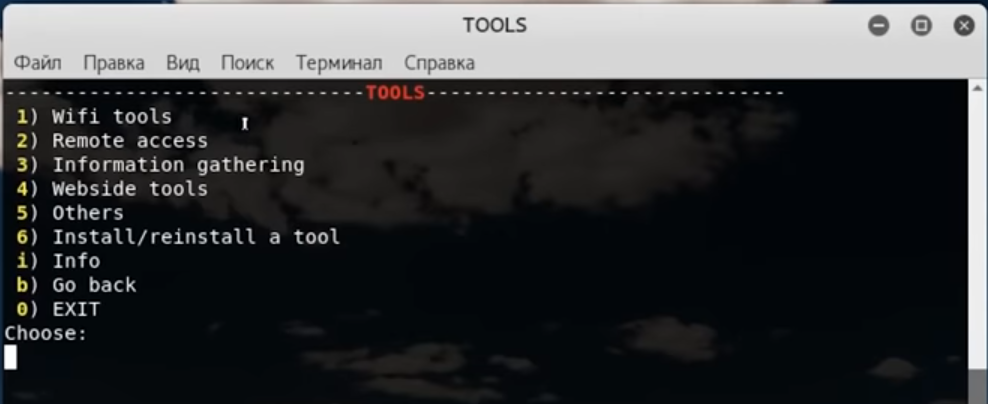 TOOLS
Файл Правка Вид Поиск Терминал Справка
------------------------------TOOLS------------------------------
1) Wifi tools
2) Remote access
3) Information gathering
4) Webside tools
5) Others
6) Install/reinstall a tool
i) Info
b) Go back
0) EXIT
Choose: